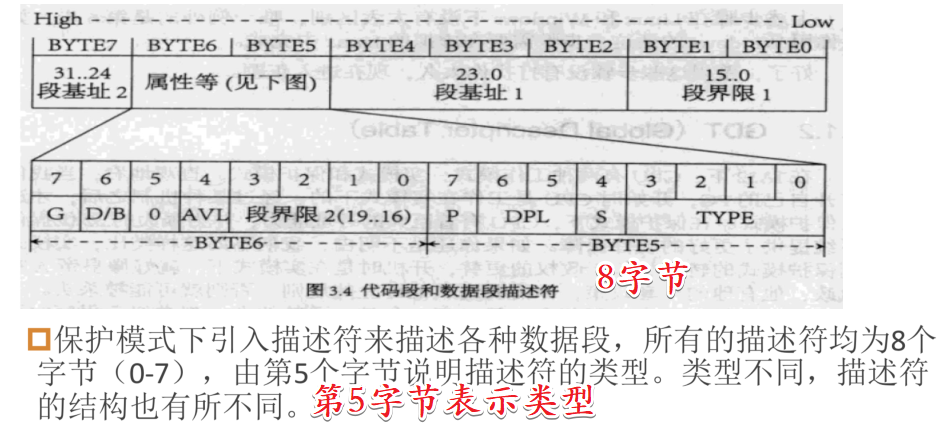 High Low
BYTE7 BYTE6 BYTE5 BYTE4 BYTE3 BYTE2 BYTE1 BYTE0
31..24 属性等 (见下图) 23..0 15..0
段基址 2 段基址 1 段界限 1
7 6 5 4 3 2 1 0 7 6 5 4 3 2 1 0
G D/B 0 AVL 段界限 2(19..16) P DPL S TYPE
BYTE6 BYTE5
8字节
图 3.4 代码段和数据段描述符
保护模式下引入描述符来描述各种数据段，所有的描述符均为8个
字节（0-7），由第5个字节说明描述符的类型。类型不同，描述符
的结构也有所不同。第5字节表示类型